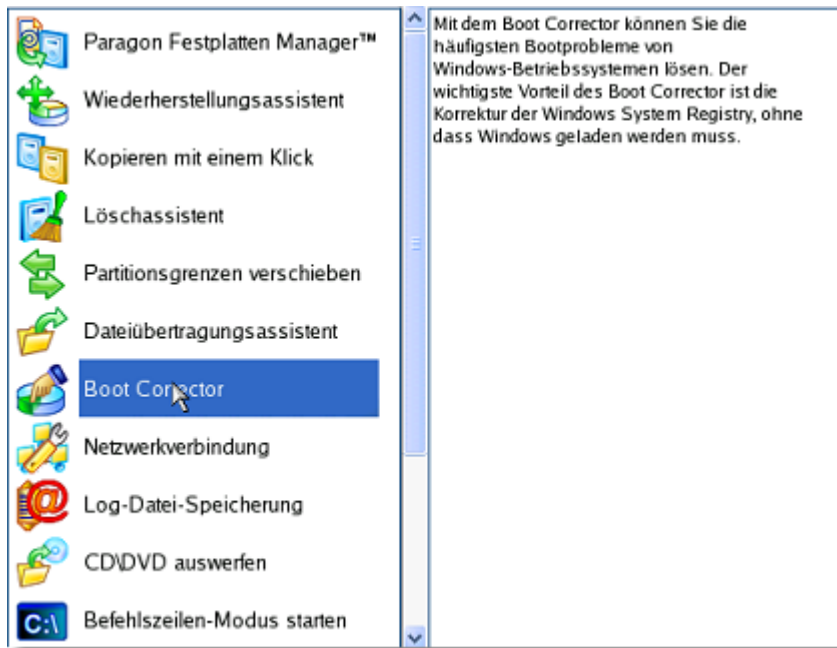 Paragon Festplatten Manager™
Wiederherstellungsassistent
Kopieren mit einem Klick
Löschassistent
Partitionsgrenzen verschieben
Dateiübertragungsassistent
Boot Corrector
Netzwerkverbindung
Log-Datei-Speicherung
CD\DVD auswerfen
C:\ Befehlszeilen-Modus starten
Mit dem Boot Corrector können Sie die
häufigsten Bootprobleme von
Windows-Betriebssystemen lösen. Der
wichtigste Vorteil des Boot Corrector ist die
Korrektur der Windows System Registry, ohne
dass Windows geladen werden muss.